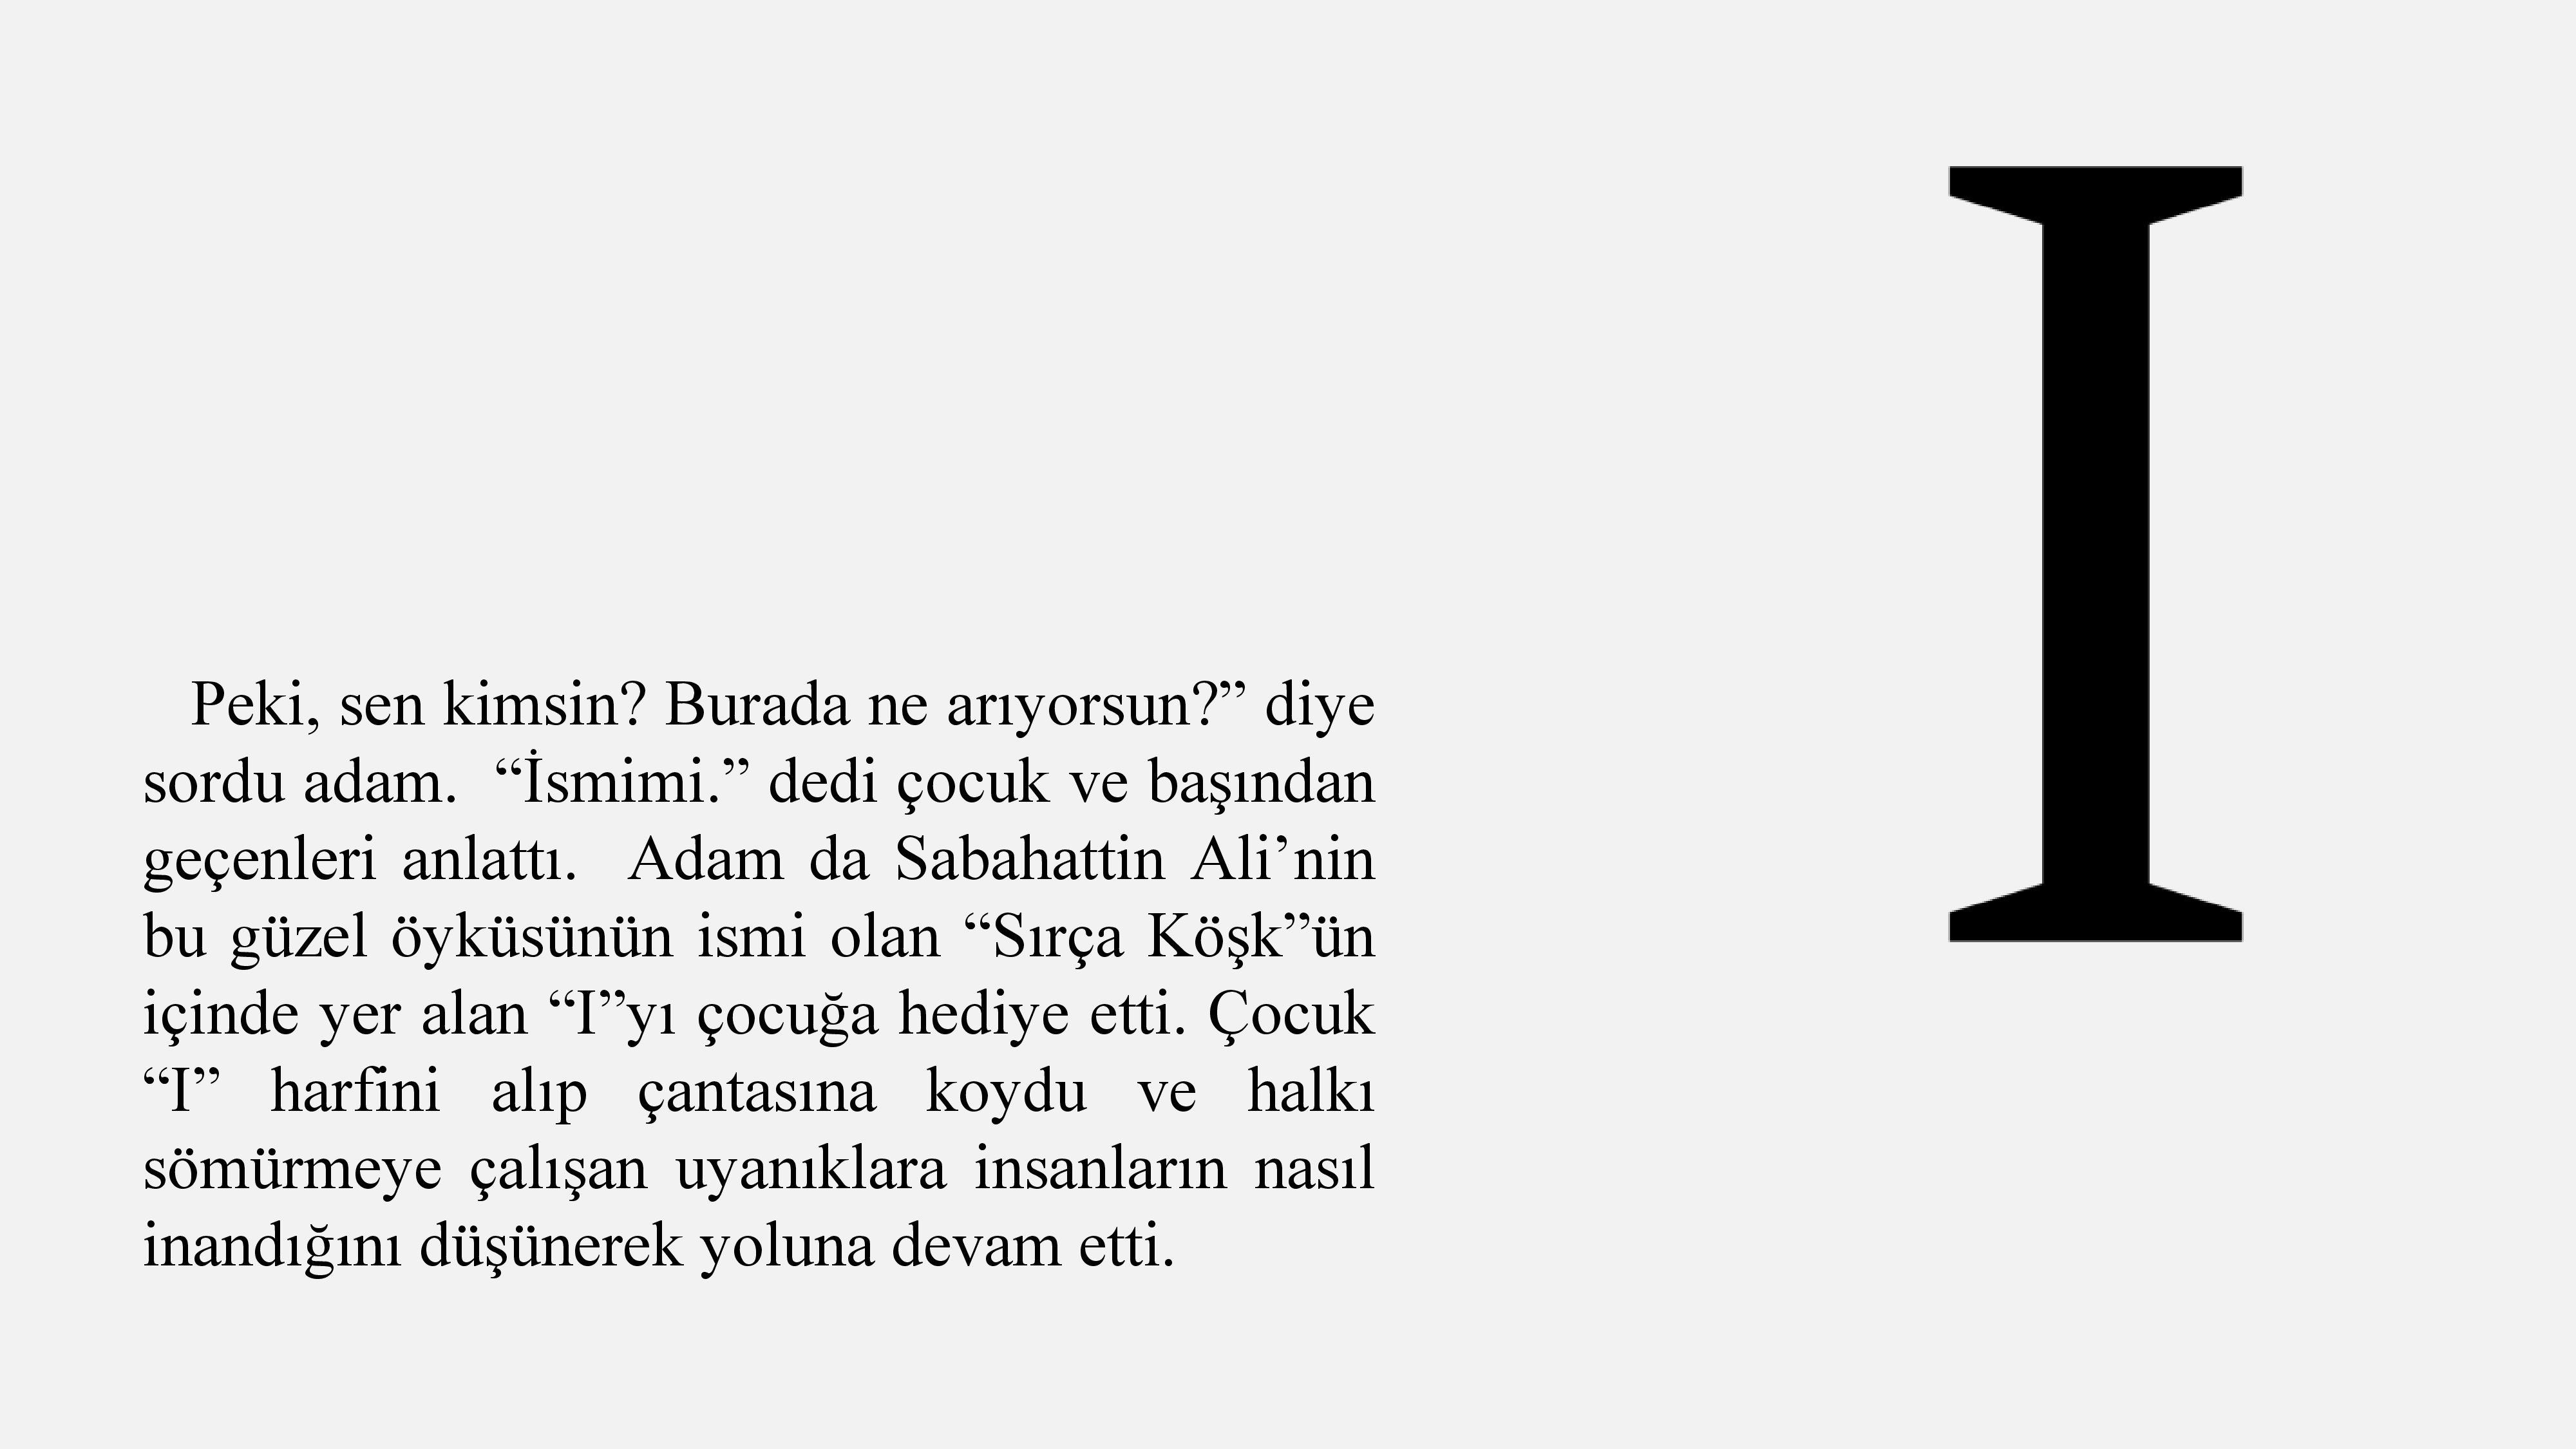 Peki, sen kimsin? Burada ne arıyorsun?” diye
sordu adam.  “İsmimi.” dedi çocuk ve başından
geçenleri anlattı.  Adam da Sabahattin Ali’nin
bu güzel öyküsünün ismi olan “Sırça Köşk”ün
içinde yer alan “I”yı çocuğa hediye etti. Çocuk
“I” harfini alıp çantasına koydu ve halkı
sömürmeye çalışan uyanıklara insanların nasıl
inandığını düşünerek yoluna devam etti.
I